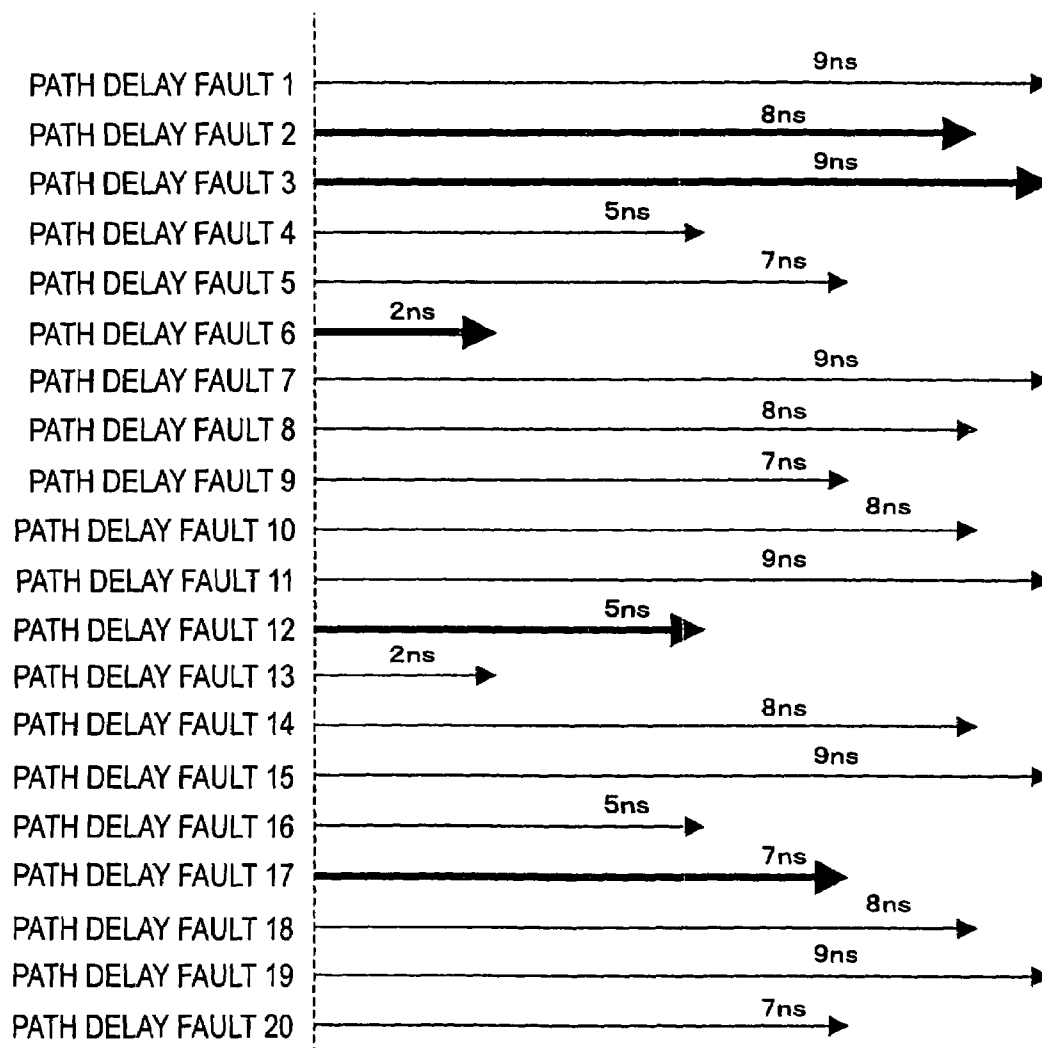 9ns
PATH DELAY FAULT 1
8ns
PATH DELAY FAULT 2
9ns
PATH DELAY FAULT 3
5ns
PATH DELAY FAULT 4
7ns
PATH DELAY FAULT 5
2ns
PATH DELAY FAULT 6
9ns
PATH DELAY FAULT 7
8ns
PATH DELAY FAULT 8
7ns
PATH DELAY FAULT 9
8ns
PATH DELAY FAULT 10
9ns
PATH DELAY FAULT 11
5ns
PATH DELAY FAULT 12
2ns
PATH DELAY FAULT 13
8ns
PATH DELAY FAULT 14
9ns
PATH DELAY FAULT 15
5ns
PATH DELAY FAULT 16
7ns
PATH DELAY FAULT 17
8ns
PATH DELAY FAULT 18
9ns
PATH DELAY FAULT 19
7ns
PATH DELAY FAULT 20